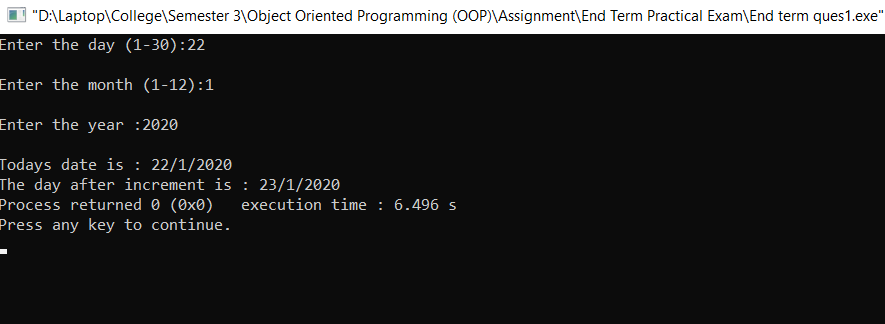 "D:\Laptop\College\Semester 3\Object Oriented Programming (OOP)\Assignment\End Term Practical Exam\End term ques1.exe"
Enter the day (1-30):22
Enter the month (1-12):1
Enter the year :2020
Todays date is : 22/1/2020
The day after increment is : 23/1/2020
Process returned 0 (0x0)   execution time : 6.496 s
Press any key to continue.